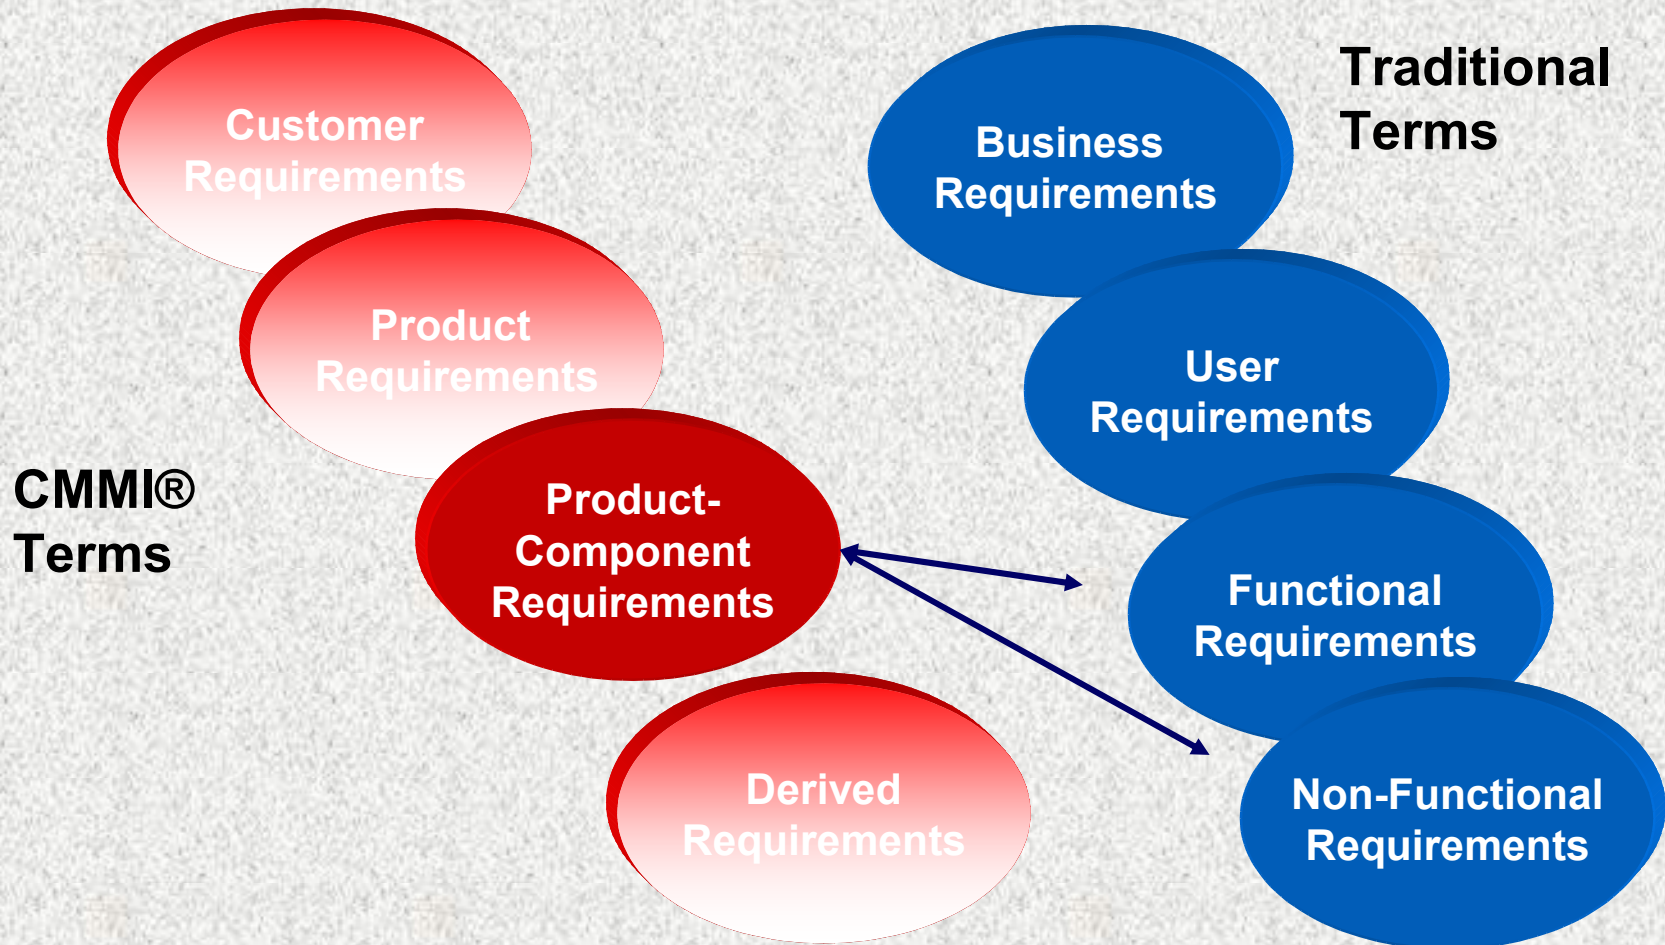 Customer
Requirements
Product
Requirements
Product-
Component
Requirements
Derived
Requirements
CMMI®
Terms
Business
Requirements
User
Requirements
Functional
Requirements
Non-Functional
Requirements
Traditional
Terms